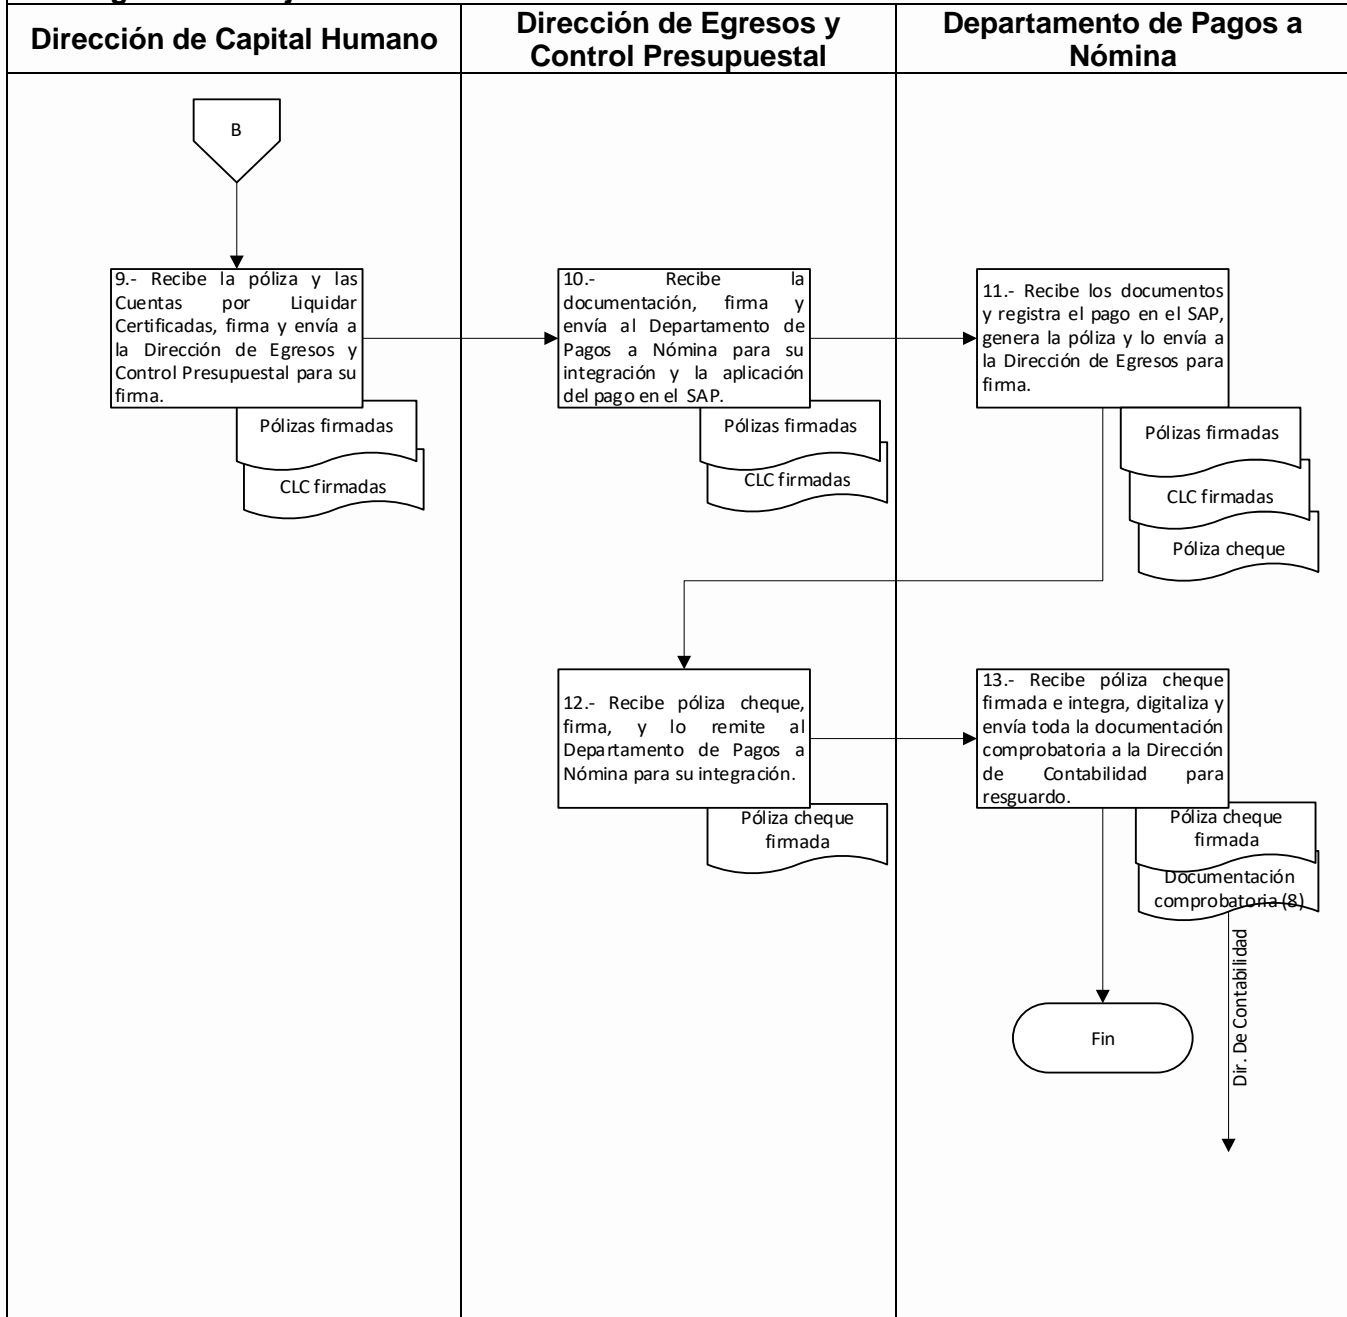 Dirección de Capital Humano
Dirección de Egresos y
Control Presupuestal
Departamento de Pagos a
Nómina
B
9.- Recibe la póliza y las
Cuentas por Liquidar
Certificadas, firma y envía a
la Dirección de Egresos y
Control Presupuestal para su
firma.
Pólizas firmadas
CLC firmadas
10.- Recibe la
documentación, firma y
envía al Departamento de
Pagos a Nómina para su
integración y la aplicación
del pago en el SAP.
Pólizas firmadas
CLC firmadas
11.- Recibe los documentos
y registra el pago en el SAP,
genera la póliza y lo envía a
la Dirección de Egresos para
firma.
Pólizas firmadas
CLC firmadas
Póliza cheque
12.- Recibe póliza cheque,
firma, y lo remite al
Departamento de Pagos a
Nómina para su integración.
Póliza cheque
firmada
13.- Recibe póliza cheque
firmada e integra, digitaliza y
envía toda la documentación
comprobatoria a la Dirección
de Contabilidad para
resguardo.
Póliza cheque
firmada
Documentación
comprobatoria (8)
Dir. De Contabilidad
Fin